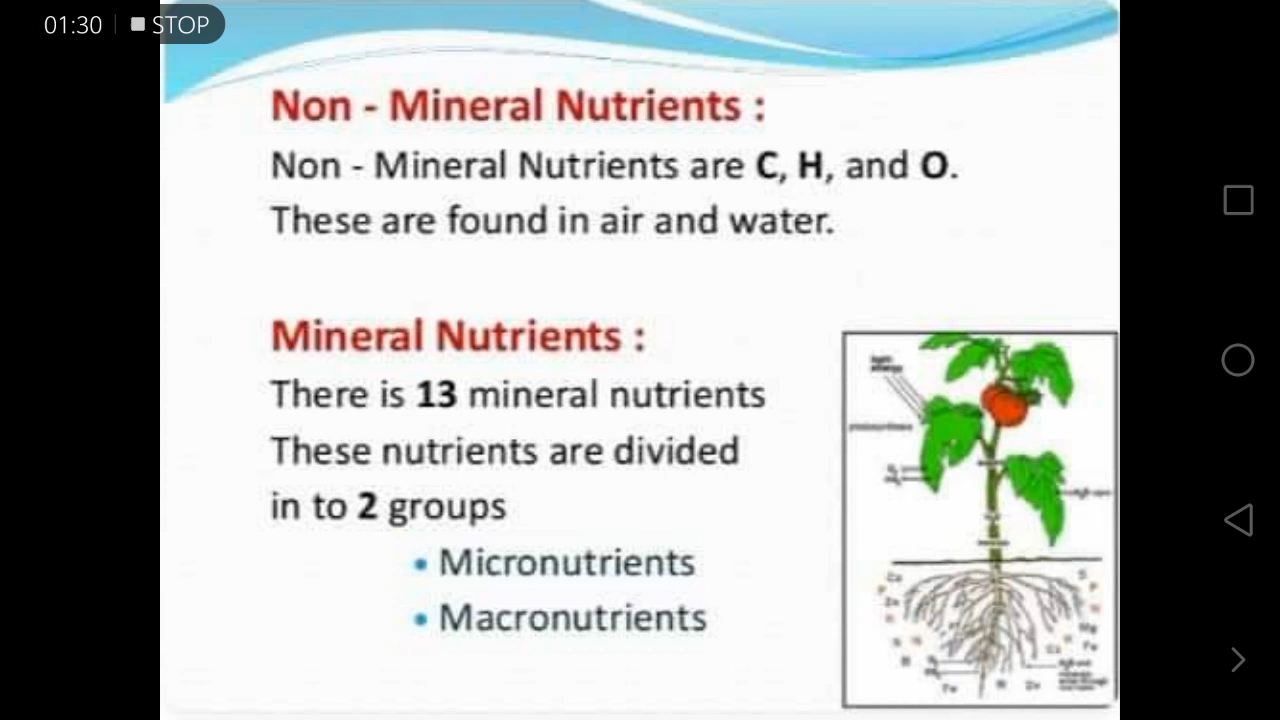 01:30
STOP
Non - Mineral Nutrients :
Non - Mineral Nutrients are C, H, and O.
These are found in air and water.
Mineral Nutrients :
There is 13 mineral nutrients
These nutrients are divided
in to 2 groups
• Micronutrients
• Macronutrients